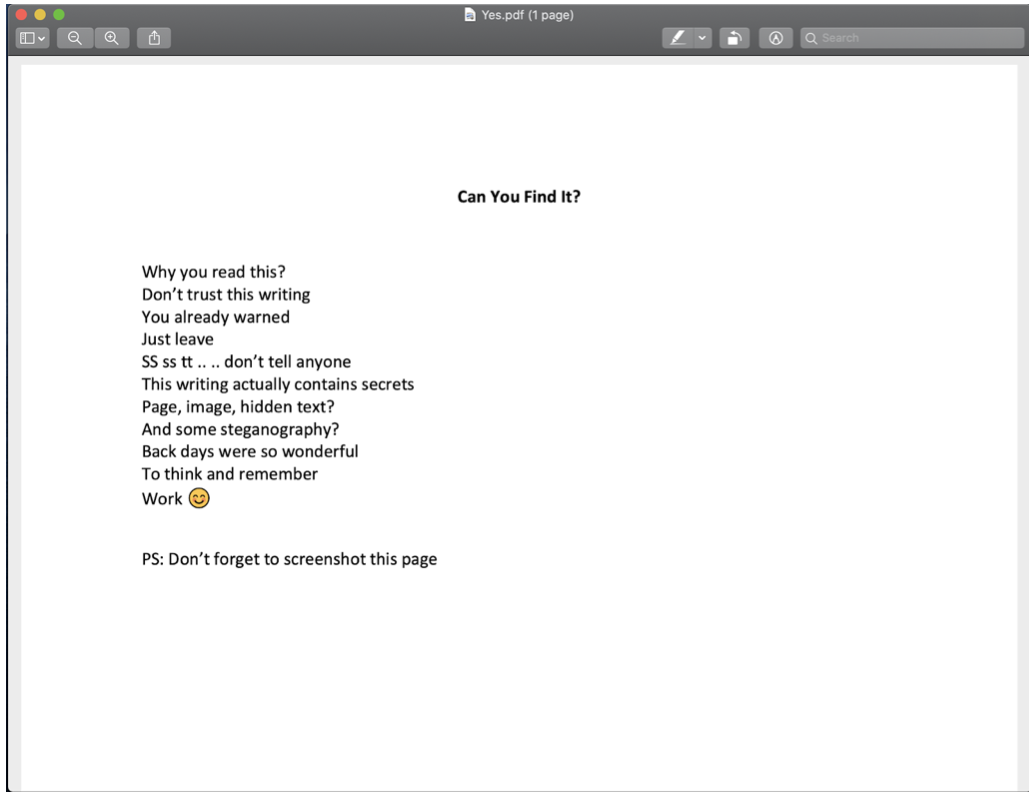 Yes.pdf (1 page)
Search
Can You Find It?
Why you read this?
Don’t trust this writing
You already warned
Just leave
SS ss tt .. .. don’t tell anyone
This writing actually contains secrets
Page, image, hidden text?
And some steganography?
Back days were so wonderful
To think and remember
Work 😊
PS: Don’t forget to screenshot this page